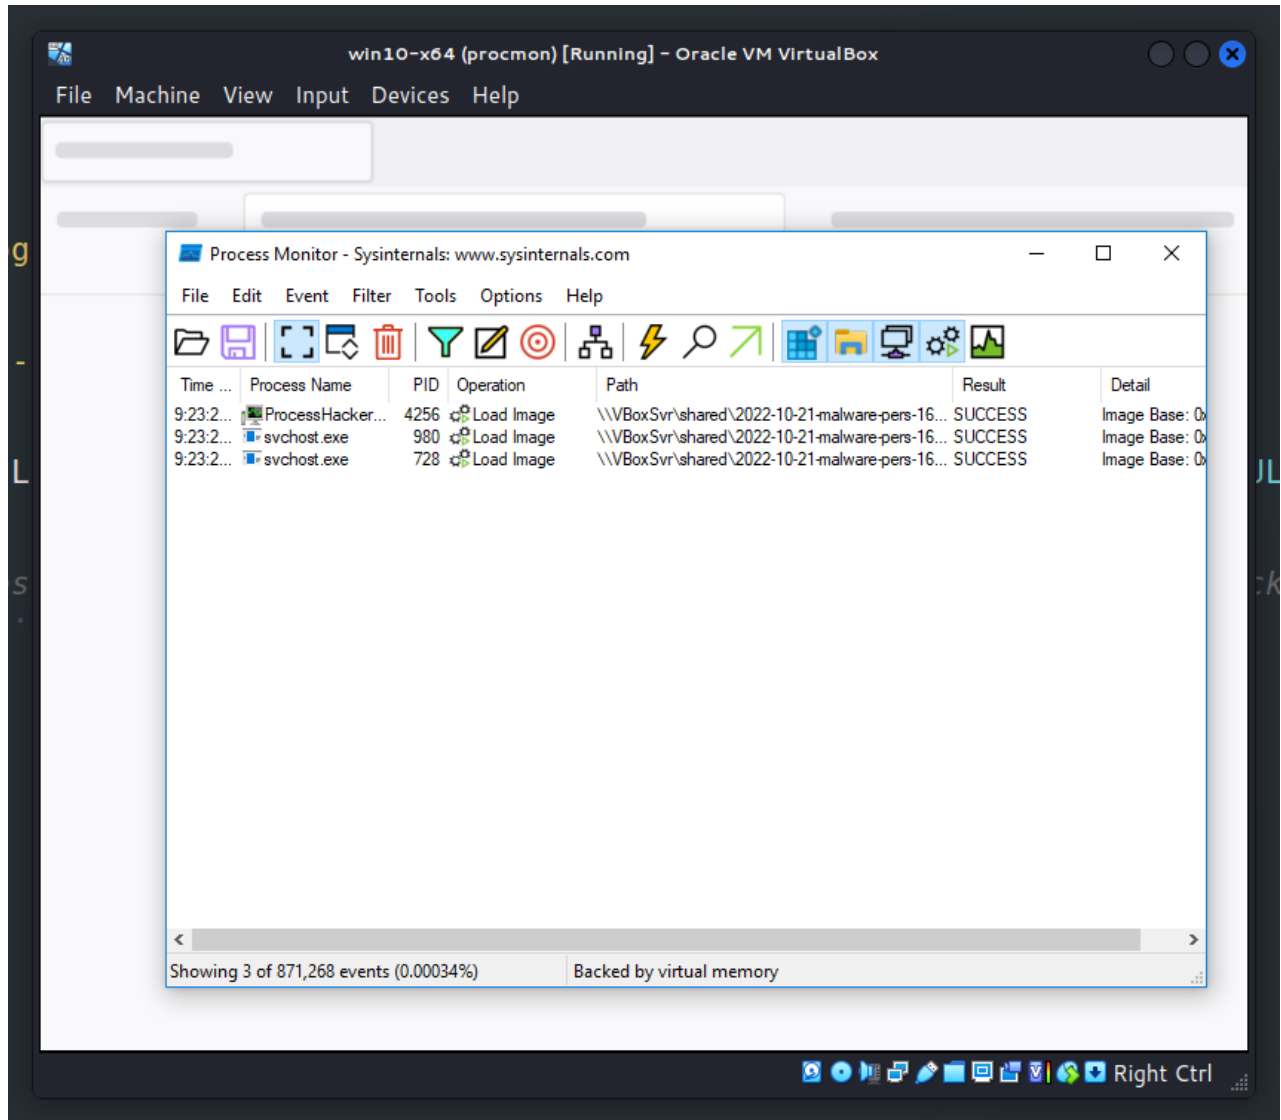 win10-x64 (procmon) [Running] - Oracle VM VirtualBox
File Machine View Input Devices Help
g
Process Monitor - Sysinternals: www.sysinternals.com
File Edit Event Filter Tools Options Help
-
Time ... Process Name PID Operation Path Result Detail
9:23:2... ProcessHacker... 4256 Load Image \\VBoxSvr\shared\2022-10-21-malware-pers-16... SUCCESS Image Base: 0x
9:23:2... svchost.exe 980 Load Image \\VBoxSvr\shared\2022-10-21-malware-pers-16... SUCCESS Image Base: 0x
9:23:2... svchost.exe 728 Load Image \\VBoxSvr\shared\2022-10-21-malware-pers-16... SUCCESS Image Base: 0x
L UL
s ck
Showing 3 of 871,268 events (0.00034%) Backed by virtual memory
Right Ctrl